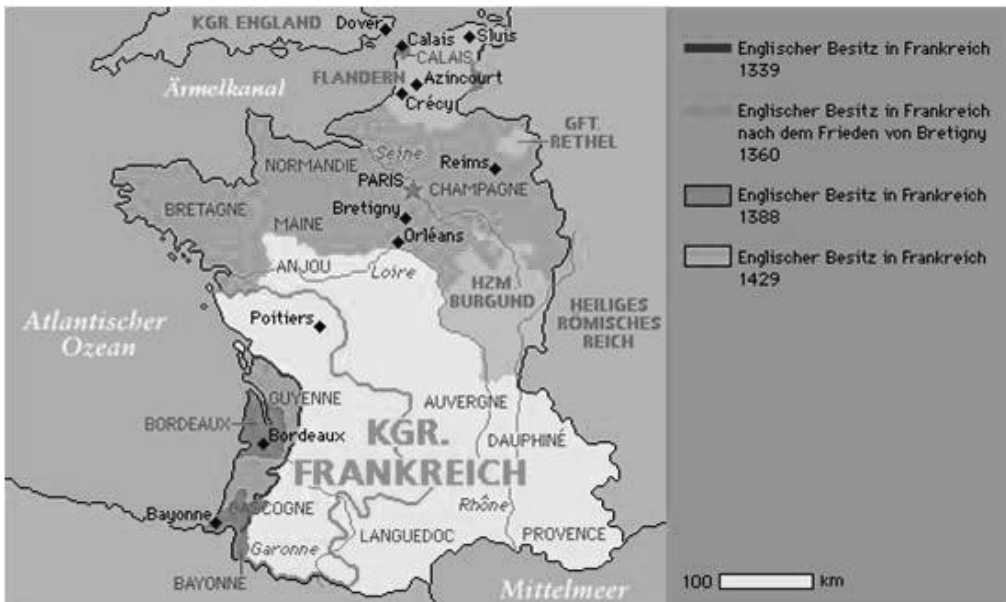 KGR. ENGLAND
Dover
Calais
Sluis
CALAIS
FLANDERN
Azincourt
Ärmelkanal
Crécy
GFT.
RETHEL
Seine
NORMANDIE
Reims
PARIS
CHAMPAGNE
BRETAGNE
Bretigny
MAINE
Orléans
ANJOU
Loire
HZM.
BURGUND
HEILIGES
RÖMISCHES
REICH
Atlantischer
Ozean
Poitiers
GUYENNE
AUVERGNE
BORDEAUX
Bordeaux
KGR.
FRANKREICH
DAUPHINÉ
Bayonne
GASCOGNE
Rhône
LANGUEDOC
PROVENCE
Garonne
BAYONNE
Mittelmeer
Englischer Besitz in Frankreich
1339
Englischer Besitz in Frankreich
nach dem Frieden von Bretigny
1360
Englischer Besitz in Frankreich
1388
Englischer Besitz in Frankreich
1429
100 km